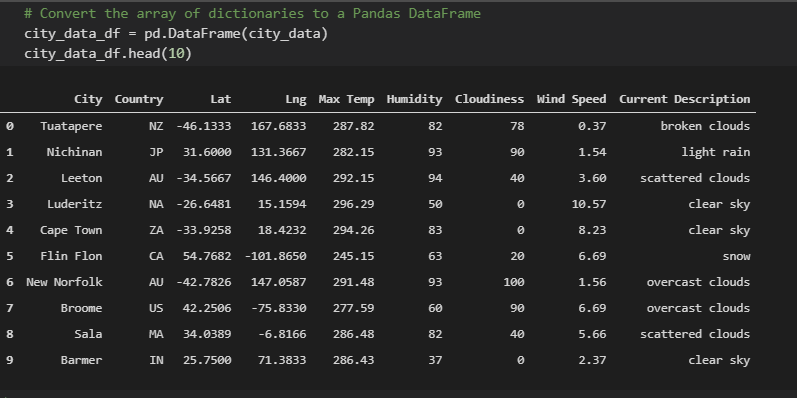 # Convert the array of dictionaries to a Pandas DataFrame
city_data_df = pd.DataFrame(city_data)
city_data_df.head(10)
City Country Lat Lng Max Temp Humidity Cloudiness Wind Speed Current Description
0 Tuatapere NZ -46.1333 167.6833 287.82 82 78 0.37 broken clouds
1 Nichinan JP 31.6000 131.3667 282.15 93 90 1.54 light rain
2 Leeton AU -34.5667 146.4000 292.15 94 40 3.60 scattered clouds
3 Luderitz NA -26.6481 15.1594 296.29 50 0 10.57 clear sky
4 Cape Town ZA -33.9258 18.4232 294.26 83 0 8.23 clear sky
5 Flin Flon CA 54.7682 -101.8650 245.15 63 20 6.69 snow
6 New Norfolk AU -42.7826 147.0587 291.48 93 100 1.56 overcast clouds
7 Broome US 42.2506 -75.8330 277.59 60 90 6.69 overcast clouds
8 Sala MA 34.0389 -6.8166 286.48 82 40 5.66 scattered clouds
9 Barmer IN 25.7500 71.3833 286.43 37 0 2.37 clear sky